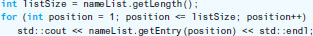 int listSize = nameList.getLength();
for (int position = 1; position <= listSize; position++)
std::cout << nameList.getEntry(position) << std::endl;